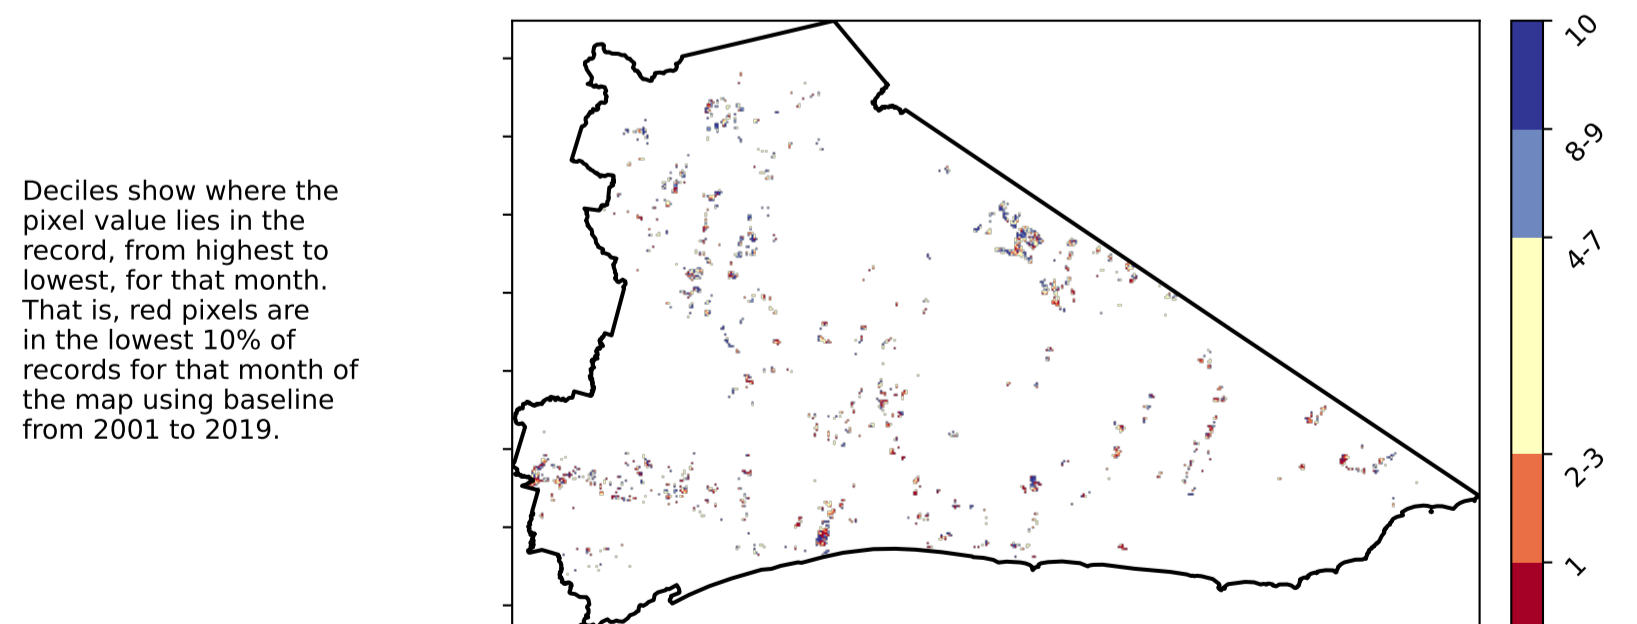 Deciles show where the
pixel value lies in the
record, from highest to
lowest, for that month.
That is, red pixels are
in the lowest 10% of
records for that month of
the map using baseline
from 2001 to 2019.
10
8-9
4-7
2-3
1